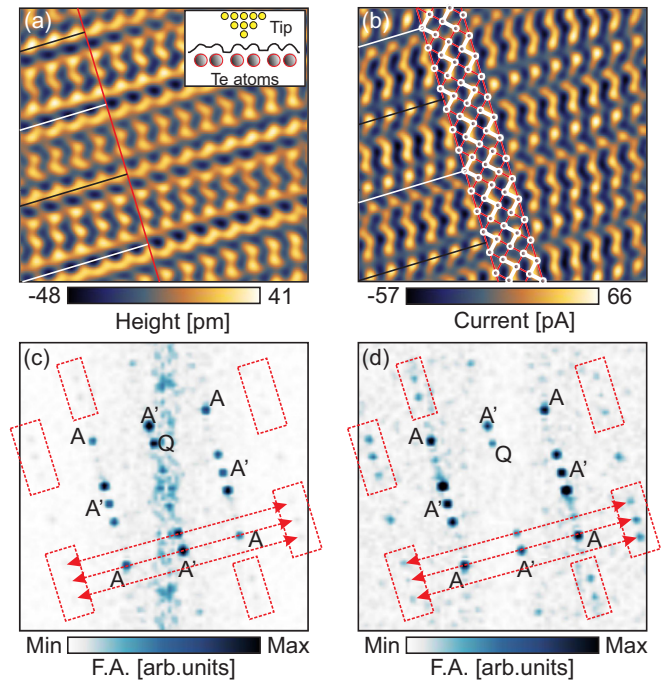 (a)
Tip
Te atoms
(b)
-48
41
Height [pm]
-57
66
Current [pA]
(c)
A
A'
A
Q
A'
A
A
A'
Min
Max
F.A. [arb.units]
(d)
A
A'
A
Q
A'
A
A
A'
Min
Max
F.A. [arb.units]